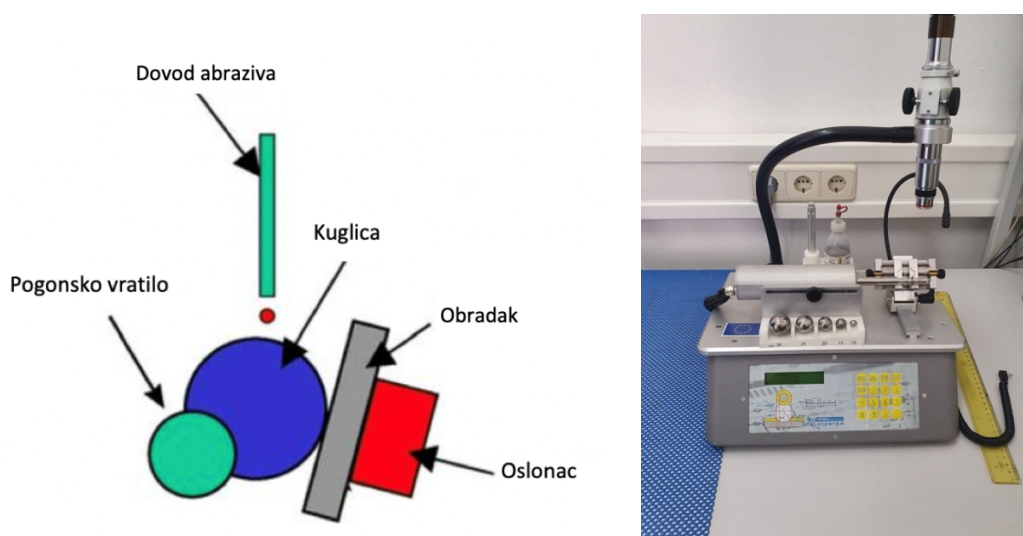 Dovod abraziva
Kuglica
Pogonsko vratilo
Obradak
Oslonac